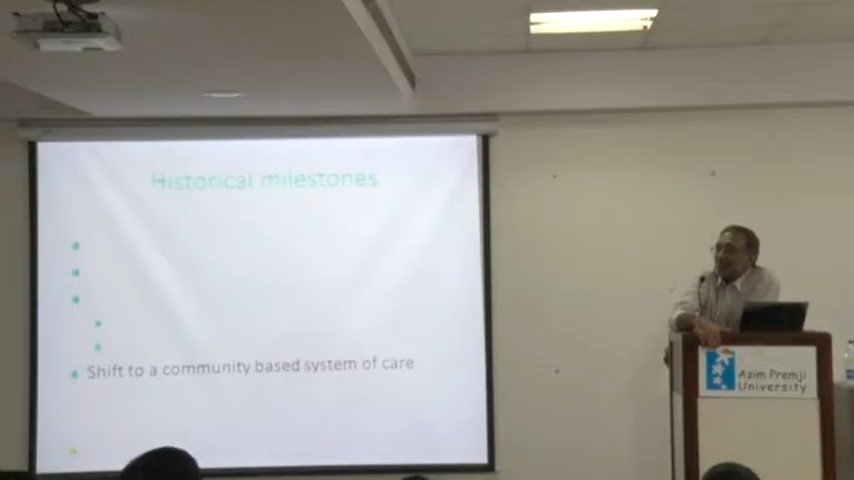 Historical milestones
Shift to a community based system of care
Azim Premji
University